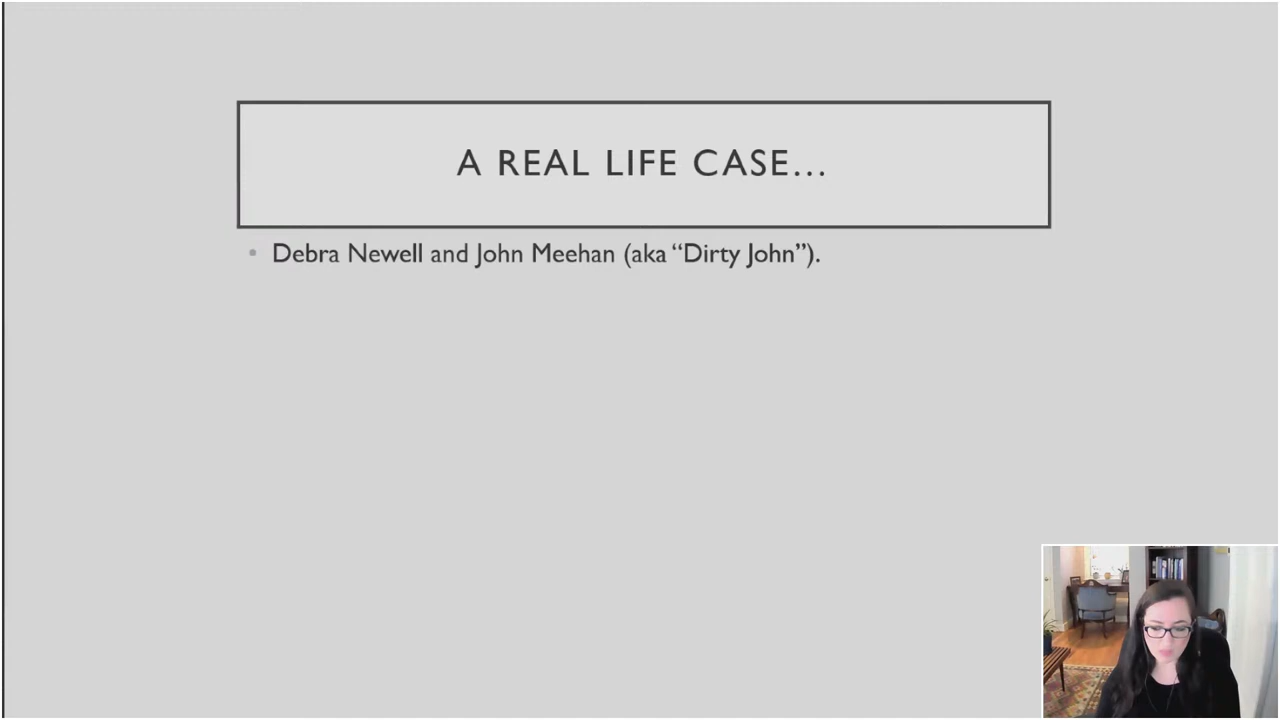 A REAL LIFE CASE...
• Debra Newell and John Meehan (aka “Dirty John”).